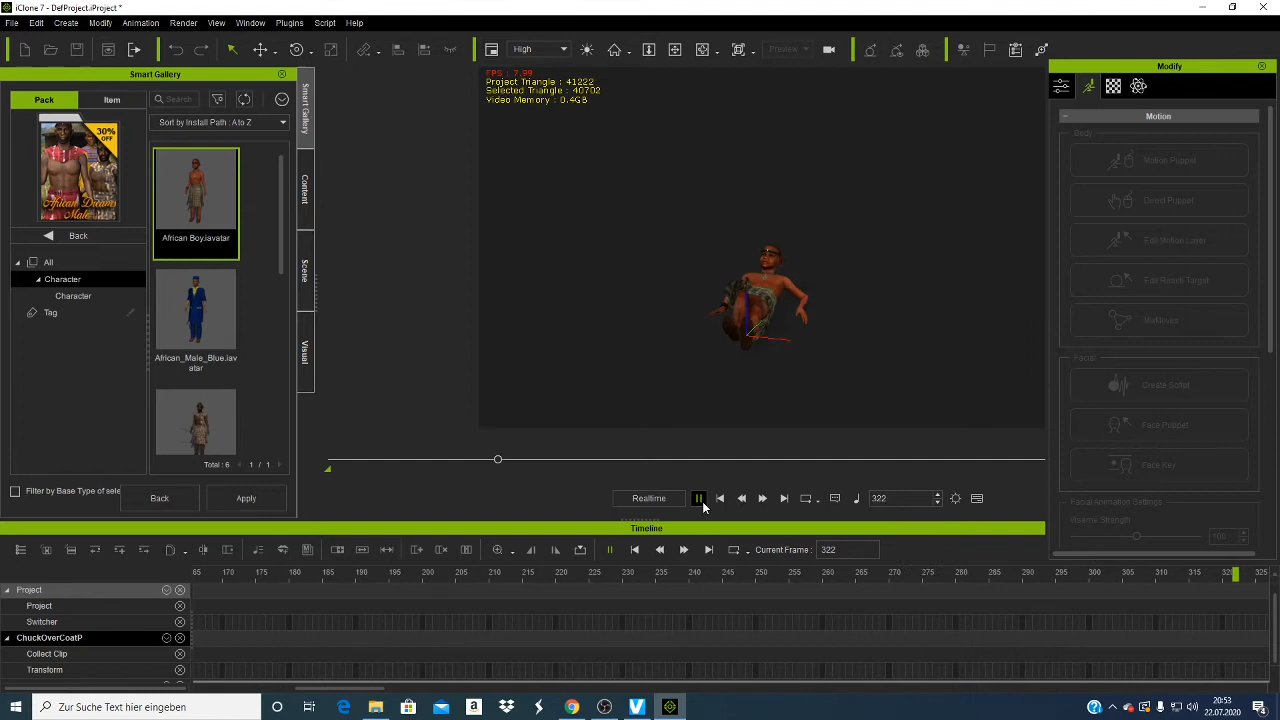 iClone 7 - DefProject.iProject *
File Edit Create Modify Animation Render View Window Plugins Script Help
High
Preview
Smart Gallery
Modify
FPS : 7.99
Project Triangle : 41222
Selected Triangle : 40702
Video Memory : 0.4GB
Pack Item
Search
Sort by Install Path : A to Z
30%
OFF
African Dreams
Male
Back
All
Character
Character
Tag
African Boy.iavatar
African_Male_Blue.iav
atar
Total : 6 1 / 1
Filter by Base Type of sele
Back
Apply
Smart Gallery
Content
Scene
Visual
Motion
Body
Motion Puppet
Direct Puppet
Edit Motion Layer
Edit Reach Target
MixMoves
Facial
Create Script
Face Puppet
Face Key
Facial Animation Settings
Volume Strength
100
Realtime
322
Timeline
Current Frame : 322
65 170 175 180 185 190 195 200 205 210 215 220 225 230 235 240 245 250 255 260 265 270 275 280 285 290 295 300 305 310 315 320 325
Project
Project
Switcher
ChuckOverCoatP
Collect Clip
Transform
Zur Suche Text hier eingeben
20:53
22.07.2020